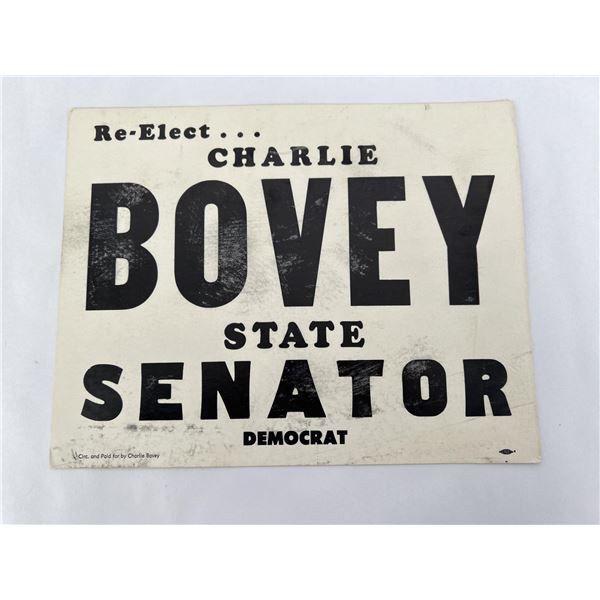 Re-Elect . . .
CHARLIE
BOVEY
STATE
SENATOR
DEMOCRAT
Circ. and Paid for by Charlie Bovey